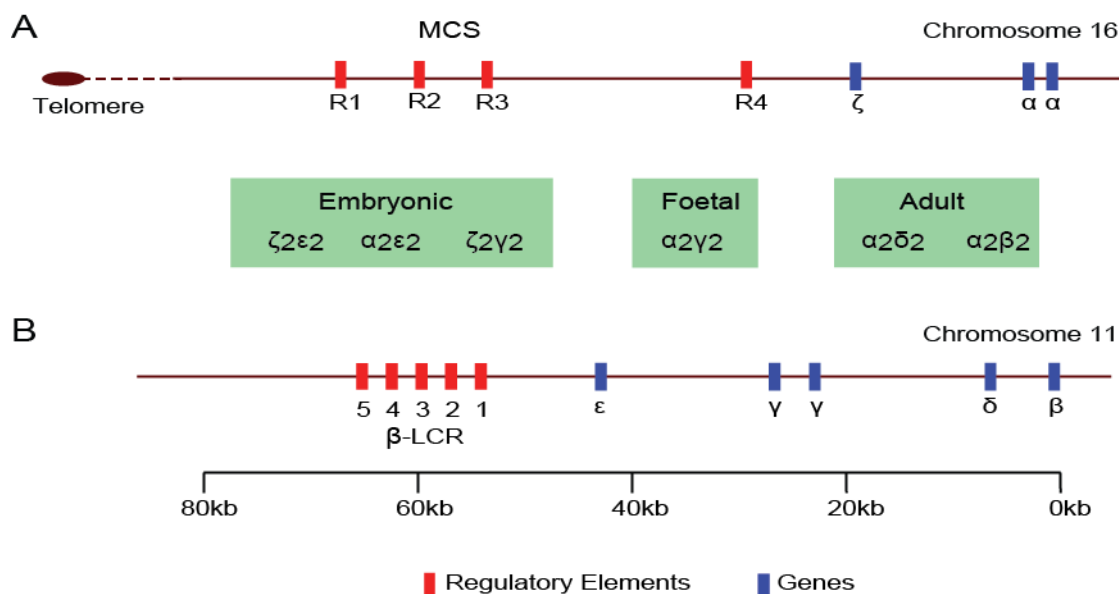 A
MCS
Chromosome 16
Telomere
R1 R2 R3 R4 ζ α α
Embryonic
ζ2ε2 α2ε2 ζ2γ2
Foetal
α2γ2
Adult
α2δ2 α2β2
B
Chromosome 11
5 4 3 2 1 ε γ γ δ β
β-LCR
80kb 60kb 40kb 20kb 0kb
Regulatory Elements Genes